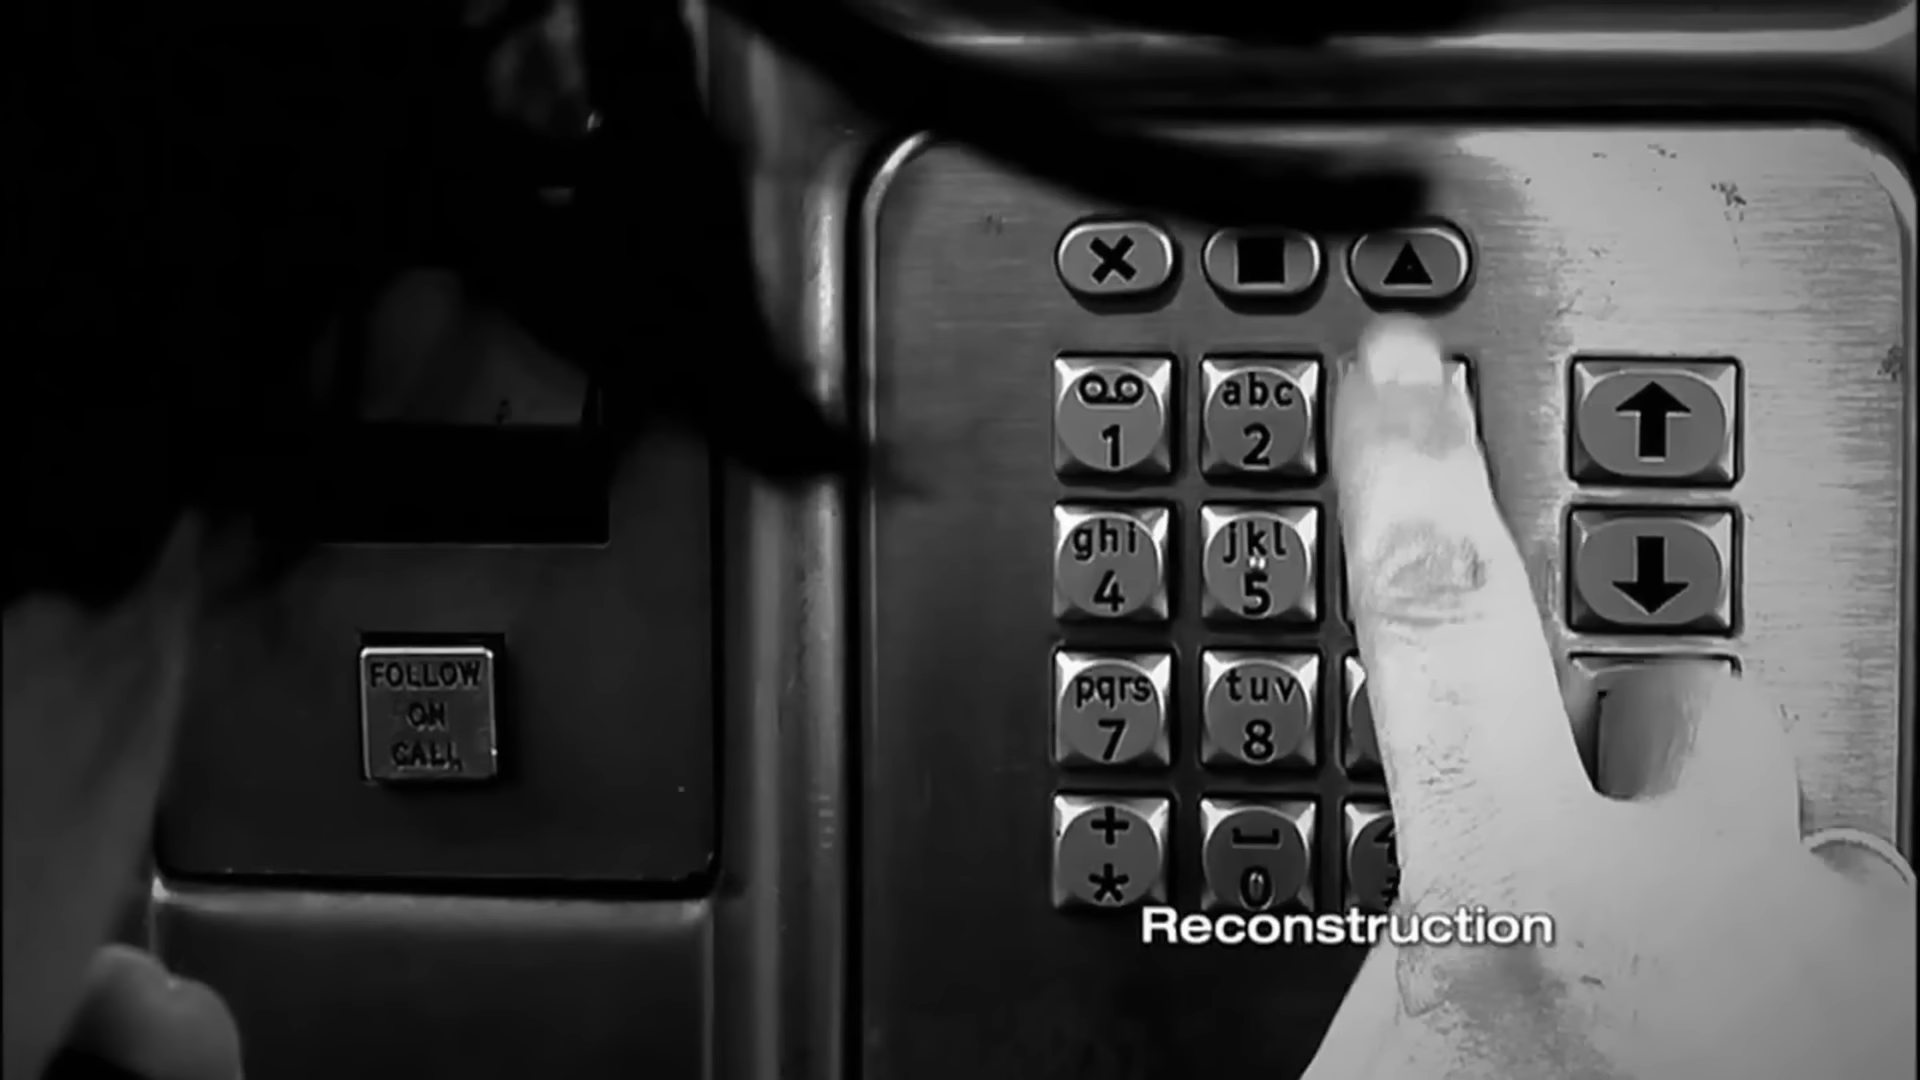 1
abc
2
ghi
4
jkl
5
pqrs
7
tuv
8
FOLLOW
ON
CALL
+
*
0
Reconstruction